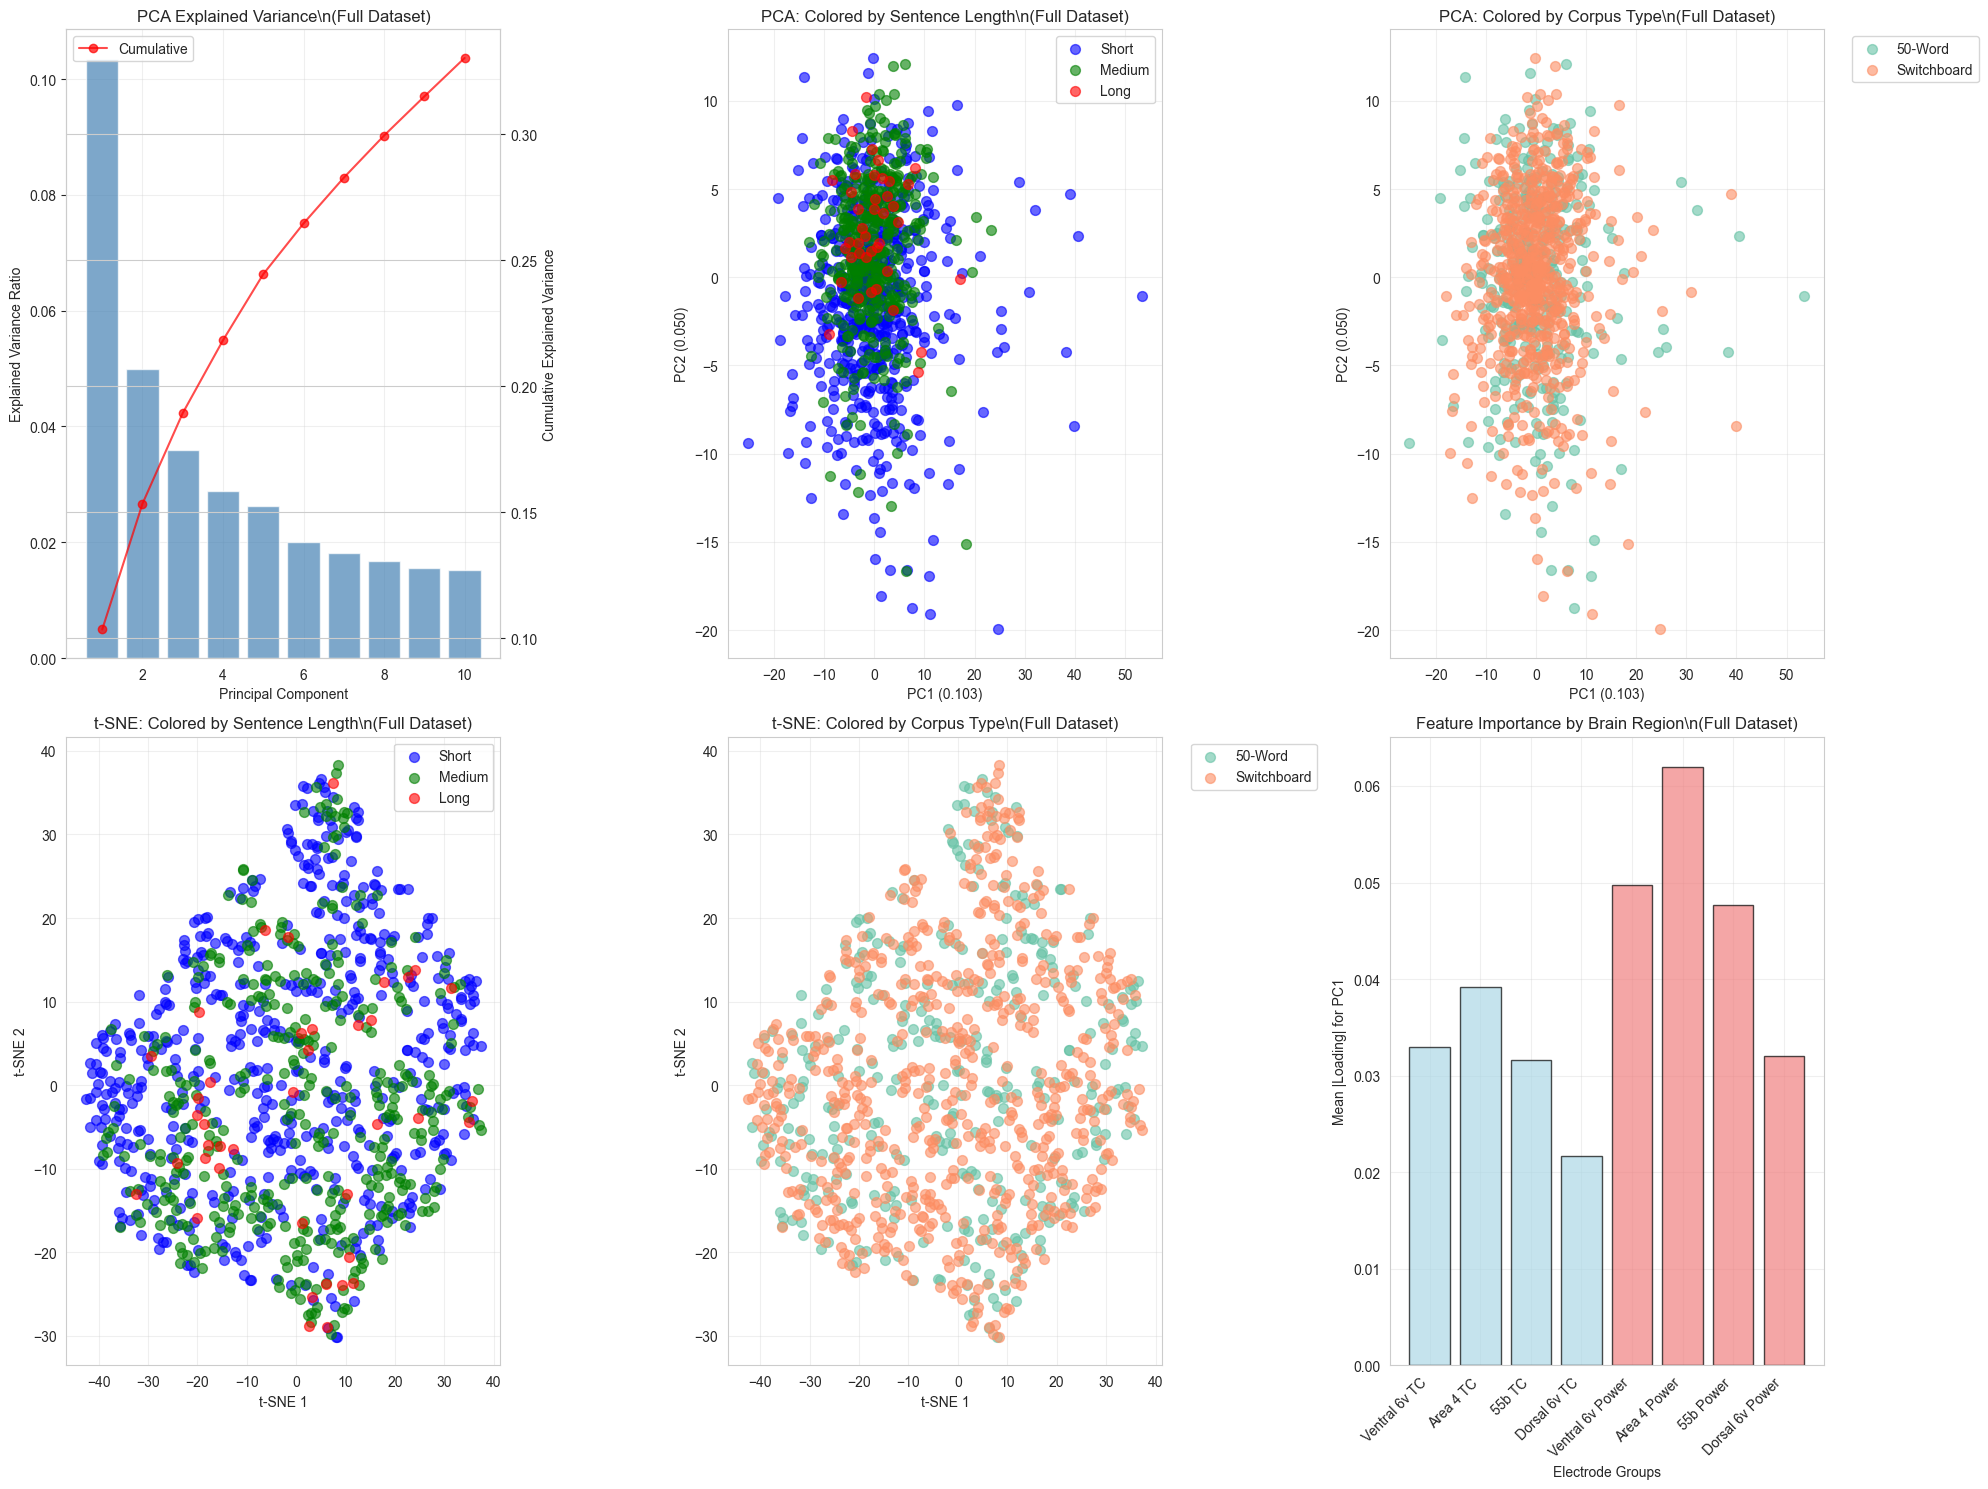 PCA Explained Variance\n(Full Dataset)
Cumulative
0.10
0.08
0.06
0.04
0.02
0.00
Explained Variance Ratio
0.30
0.25
0.20
0.15
0.10
Cumulative Explained Variance
2 4 6 8 10
Principal Component
PCA: Colored by Sentence Length\n(Full Dataset)
Short
Medium
Long
10
5
0
−5
−10
−15
−20
PC2 (0.050)
−20 −10 0 10 20 30 40 50
PC1 (0.103)
PCA: Colored by Corpus Type\n(Full Dataset)
50-Word
Switchboard
10
5
0
−5
−10
−15
−20
PC2 (0.050)
−20 −10 0 10 20 30 40 50
PC1 (0.103)
t-SNE: Colored by Sentence Length\n(Full Dataset)
Short
Medium
Long
40
30
20
10
0
−10
−20
−30
t-SNE 2
−40 −30 −20 −10 0 10 20 30 40
t-SNE 1
t-SNE: Colored by Corpus Type\n(Full Dataset)
50-Word
Switchboard
40
30
20
10
0
−10
−20
−30
t-SNE 2
−40 −30 −20 −10 0 10 20 30 40
t-SNE 1
Feature Importance by Brain Region\n(Full Dataset)
0.06
0.05
0.04
0.03
0.02
0.01
0.00
Mean |Loading| for PC1
Ventral 6v TC
Area 4 TC
55b TC
Dorsal 6v TC
Ventral 6v Power
Area 4 Power
55b Power
Dorsal 6v Power
Electrode Groups